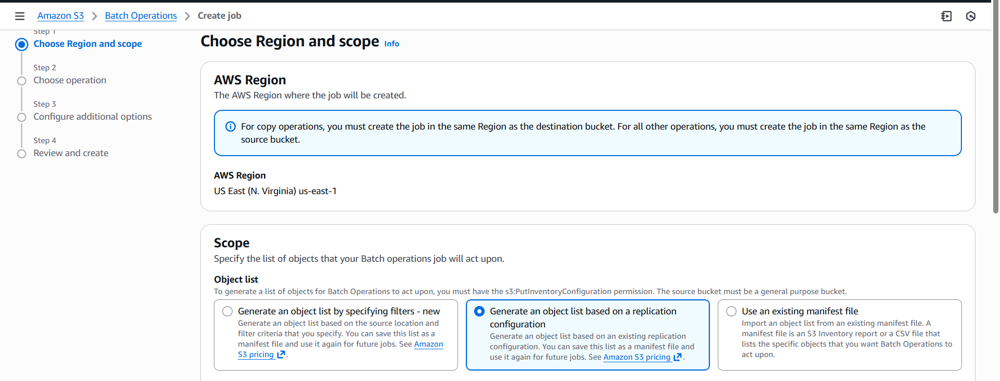 Amazon S3 > Batch Operations > Create job
Step 1
Choose Region and scope
Step 2
Choose operation
Step 3
Configure additional options
Step 4
Review and create
Choose Region and scope Info
AWS Region
The AWS Region where the job will be created.
For copy operations, you must create the job in the same Region as the destination bucket. For all other operations, you must create the job in the same Region as the
source bucket.
AWS Region
US East (N. Virginia) us-east-1
Scope
Specify the list of objects that your Batch operations job will act upon.
Object list
To generate a list of objects for Batch Operations to act upon, you must have the s3:PutInventoryConfiguration permission. The source bucket must be a general purpose bucket.
Generate an object list by specifying filters - new
Generate an object list based on the source location and
filter criteria that you specify. You can save this list as a
manifest file and use it again for future jobs. See Amazon
S3 pricing .
Generate an object list based on a replication
configuration
Generate an object list based on an existing replication
configuration. You can save this list as a manifest file and
use it again for future jobs. See Amazon S3 pricing .
Use an existing manifest file
Import an object list from an existing manifest file. A
manifest file is an S3 Inventory report or a CSV file that
lists the specific objects that you want Batch Operations to
act upon.